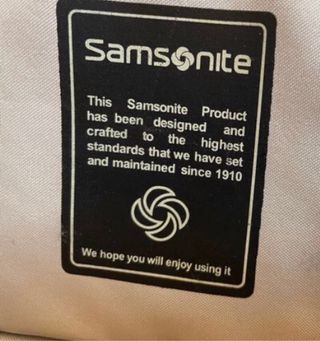 Samsonite
This Samsonite Product
has been designed and
crafted to the highest
standards that we have set
and maintained since 1910
We hope you will enjoy using it